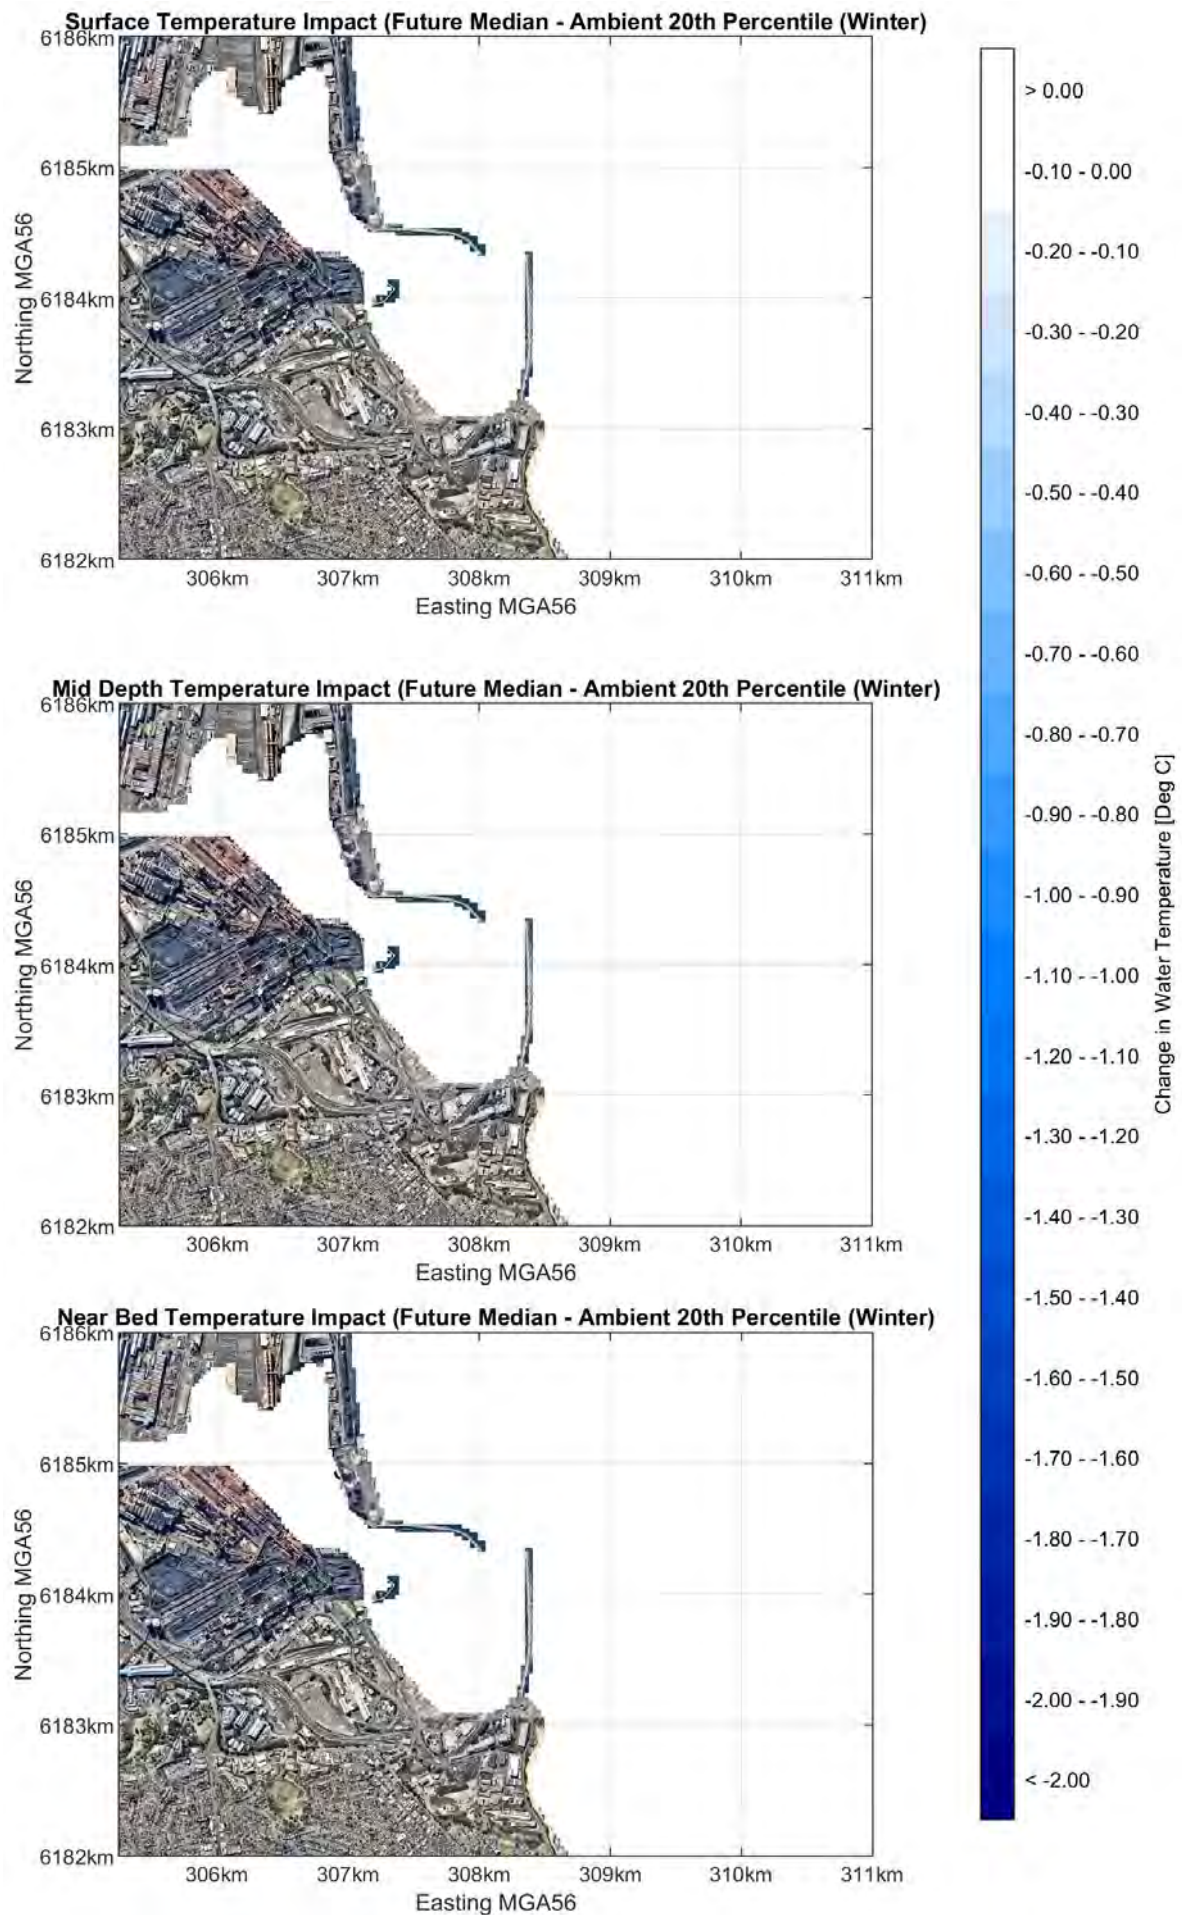 Surface Temperature Impact (Future Median - Ambient 20th Percentile (Winter)
6186km
6185km
6184km
6183km
6182km
Northing MGA56
306km 307km 308km 309km 310km 311km
Easting MGA56
Mid Depth Temperature Impact (Future Median - Ambient 20th Percentile (Winter)
6186km
6185km
6184km
6183km
6182km
Northing MGA56
306km 307km 308km 309km 310km 311km
Easting MGA56
Near Bed Temperature Impact (Future Median - Ambient 20th Percentile (Winter)
6186km
6185km
6184km
6183km
6182km
Northing MGA56
306km 307km 308km 309km 310km 311km
Easting MGA56
> 0.00
-0.10 - 0.00
-0.20 - -0.10
-0.30 - -0.20
-0.40 - -0.30
-0.50 - -0.40
-0.60 - -0.50
-0.70 - -0.60
-0.80 - -0.70
-0.90 - -0.80
-1.00 - -0.90
-1.10 - -1.00
-1.20 - -1.10
-1.30 - -1.20
-1.40 - -1.30
-1.50 - -1.40
-1.60 - -1.50
-1.70 - -1.60
-1.80 - -1.70
-1.90 - -1.80
-2.00 - -1.90
< -2.00
Change in Water Temperature [Deg C]